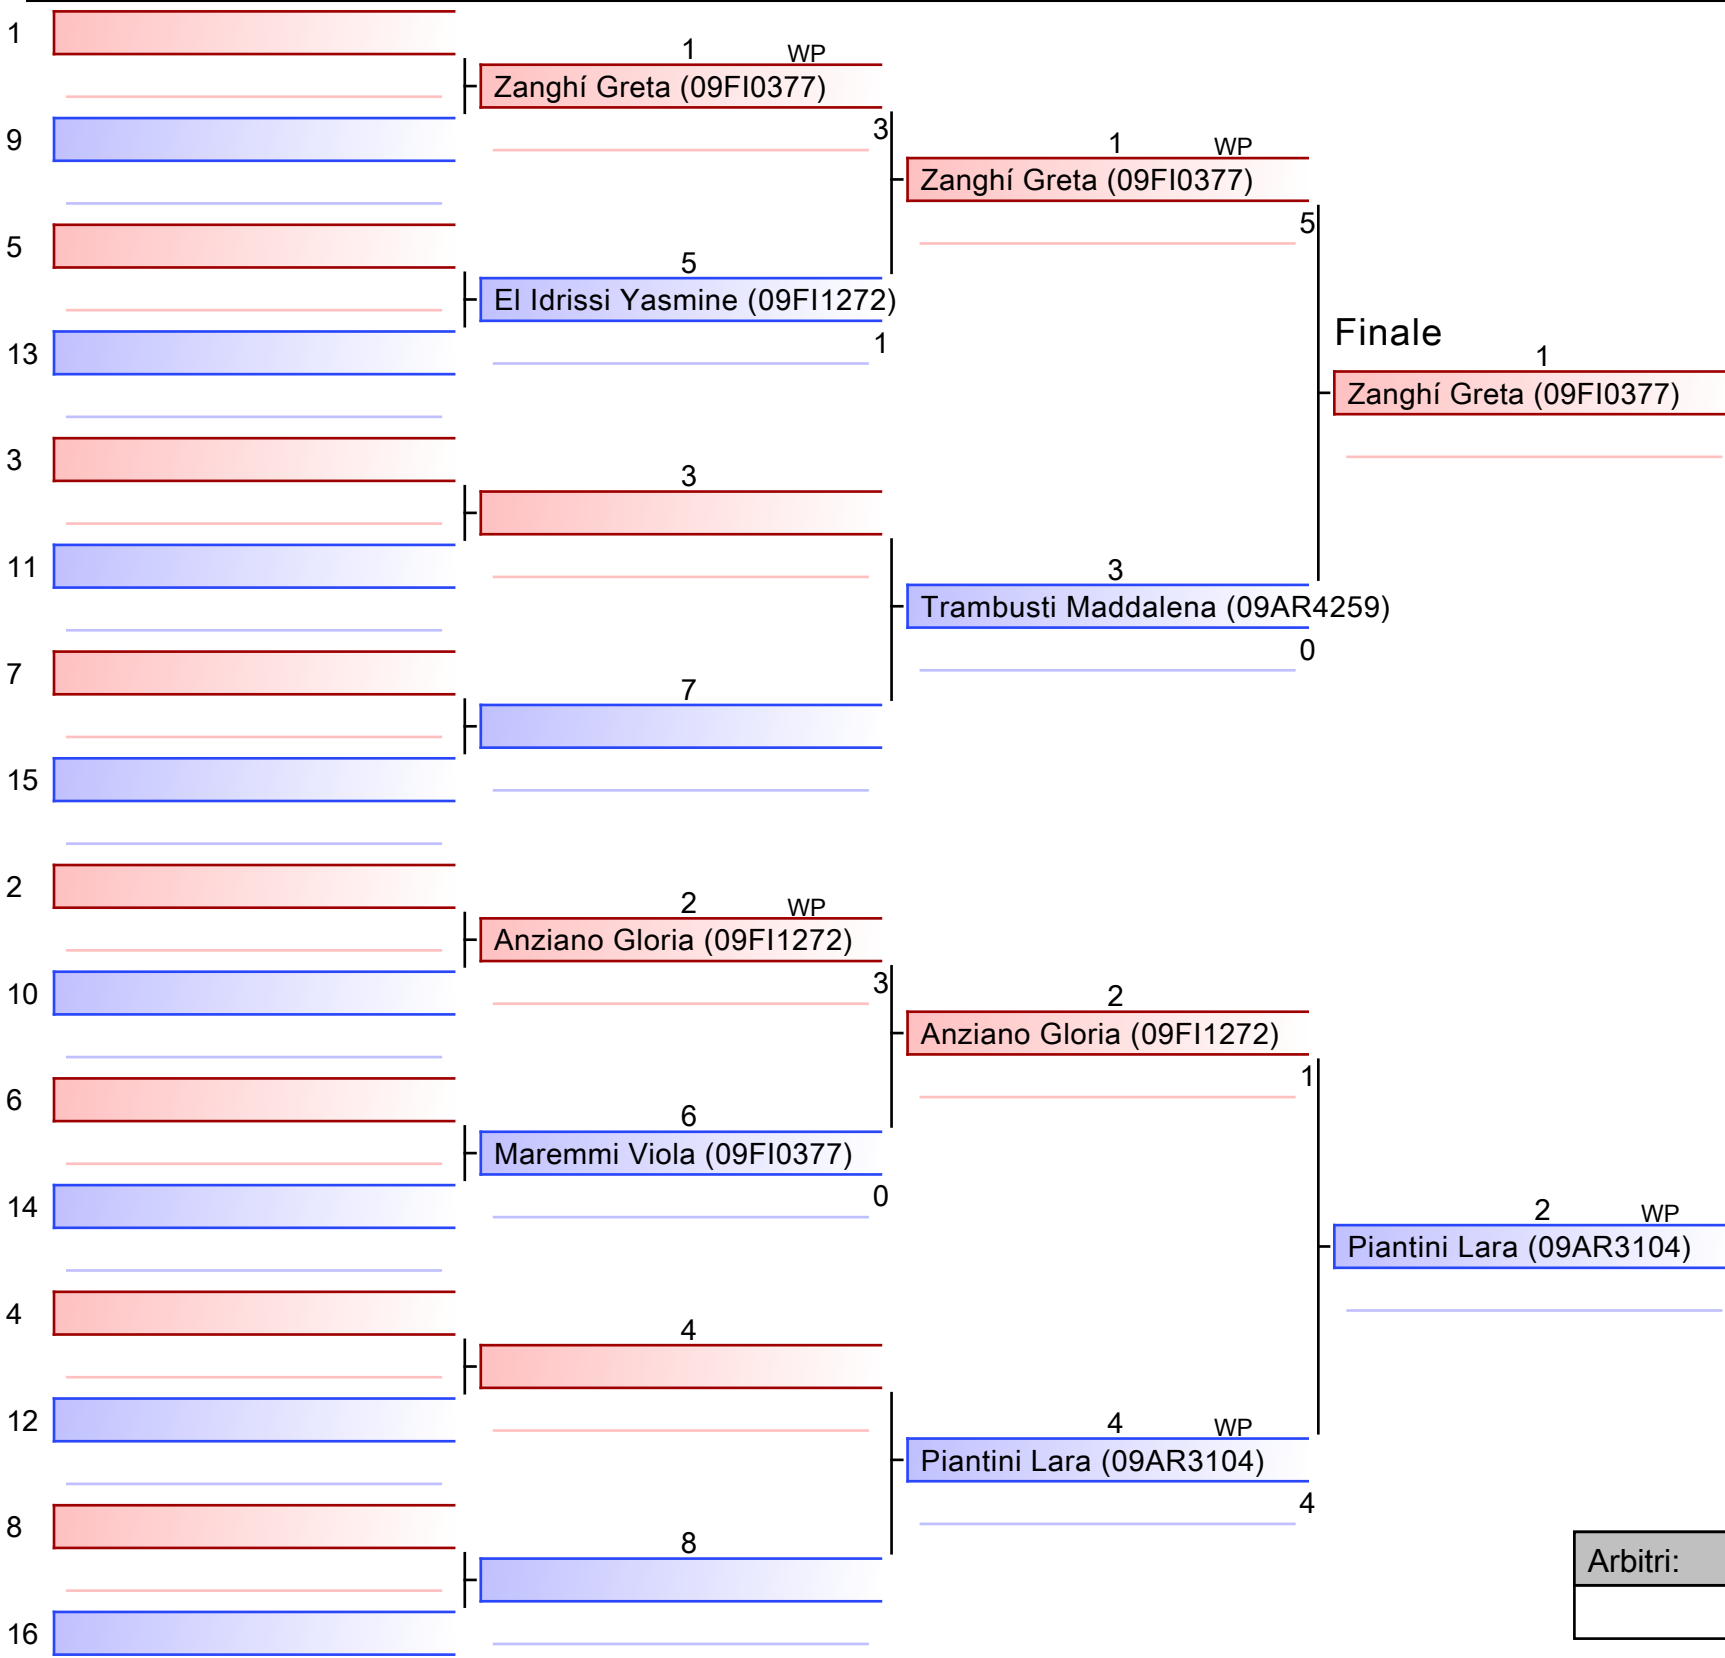 1
9
5
13
3
11
7
15
2
10
6
14
4
12
8
16
1 WP
Zanghí Greta (09FI0377)
3
5
El Idrissi Yasmine (09FI1272)
1
3
7
2 WP
Anziano Gloria (09FI1272)
3
6
Maremmi Viola (09FI0377)
0
4
8
1 WP
Zanghí Greta (09FI0377)
5
3
Trambusti Maddalena (09AR4259)
0
2
Anziano Gloria (09FI1272)
1
4 WP
Piantini Lara (09AR3104)
4
Finale
1
Zanghí Greta (09FI0377)
2 WP
Piantini Lara (09AR3104)
Arbitri: